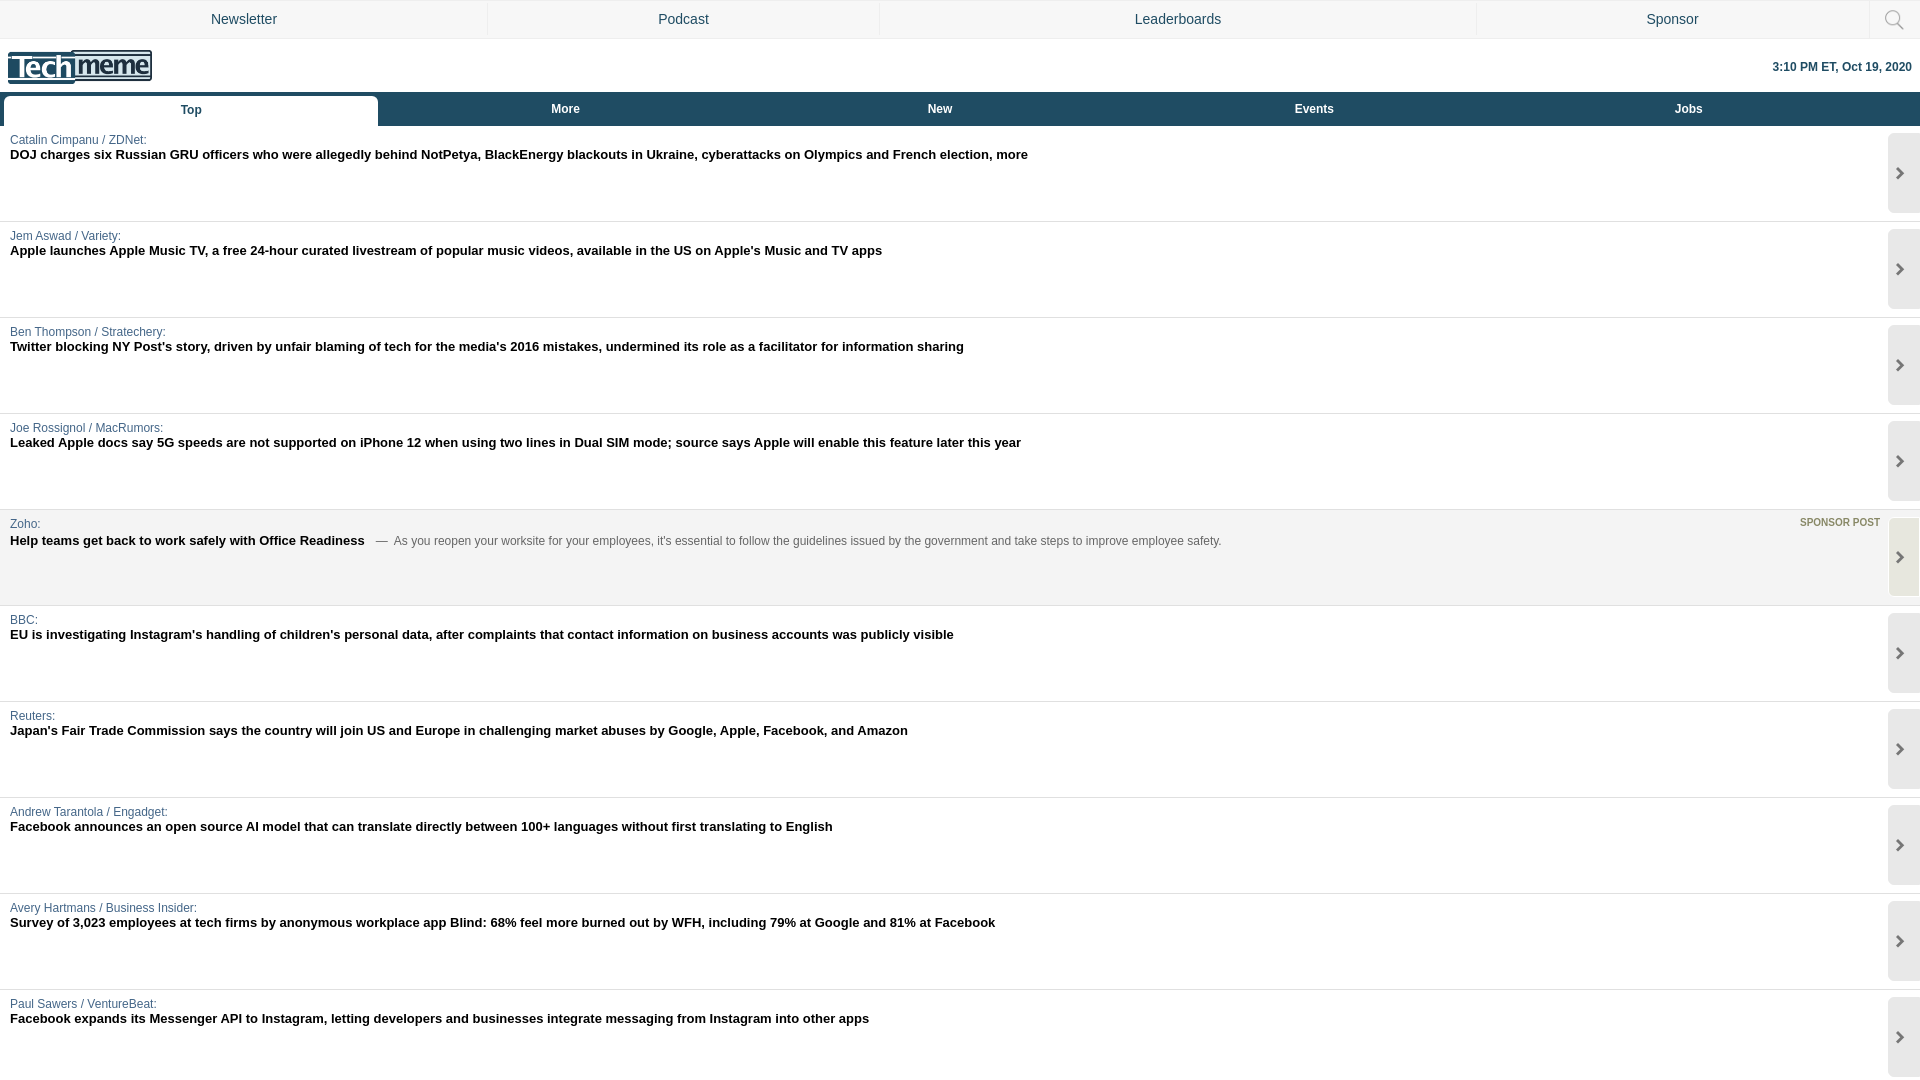 Newsletter
Podcast
Leaderboards
Sponsor
Techmeme
3:10 PM ET, Oct 19, 2020
Top
More
New
Events
Jobs
Catalin Cimpanu / ZDNet:
DOJ charges six Russian GRU officers who were allegedly behind NotPetya, BlackEnergy blackouts in Ukraine, cyberattacks on Olympics and French election, more
Jem Aswad / Variety:
Apple launches Apple Music TV, a free 24-hour curated livestream of popular music videos, available in the US on Apple's Music and TV apps
Ben Thompson / Stratechery:
Twitter blocking NY Post's story, driven by unfair blaming of tech for the media's 2016 mistakes, undermined its role as a facilitator for information sharing
Joe Rossignol / MacRumors:
Leaked Apple docs say 5G speeds are not supported on iPhone 12 when using two lines in Dual SIM mode; source says Apple will enable this feature later this year
Zoho:
SPONSOR POST
Help teams get back to work safely with Office Readiness — As you reopen your worksite for your employees, it's essential to follow the guidelines issued by the government and take steps to improve employee safety.
BBC:
EU is investigating Instagram's handling of children's personal data, after complaints that contact information on business accounts was publicly visible
Reuters:
Japan's Fair Trade Commission says the country will join US and Europe in challenging market abuses by Google, Apple, Facebook, and Amazon
Andrew Tarantola / Engadget:
Facebook announces an open source AI model that can translate directly between 100+ languages without first translating to English
Avery Hartmans / Business Insider:
Survey of 3,023 employees at tech firms by anonymous workplace app Blind: 68% feel more burned out by WFH, including 79% at Google and 81% at Facebook
Paul Sawers / VentureBeat:
Facebook expands its Messenger API to Instagram, letting developers and businesses integrate messaging from Instagram into other apps